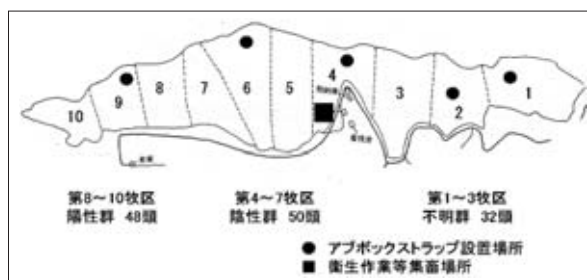 1
2
3
4
5
6
7
8
9
10
第8～10牧区
陽性群 48頭
第4～7牧区
陰性群 50頭
第1～3牧区
不明群 32頭
● アブボックストラップ設置場所
■ 衛生作業等集畜場所